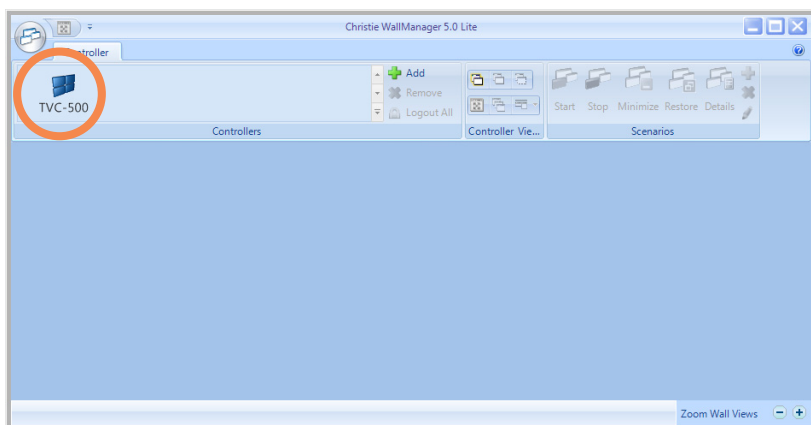 Christie WallManager 5.0 Lite
Controller
TVC-500
Add
Remove
Logout All
Controllers
Controller Vie...
Start Stop Minimize Restore Details
Scenarios
Zoom Wall Views